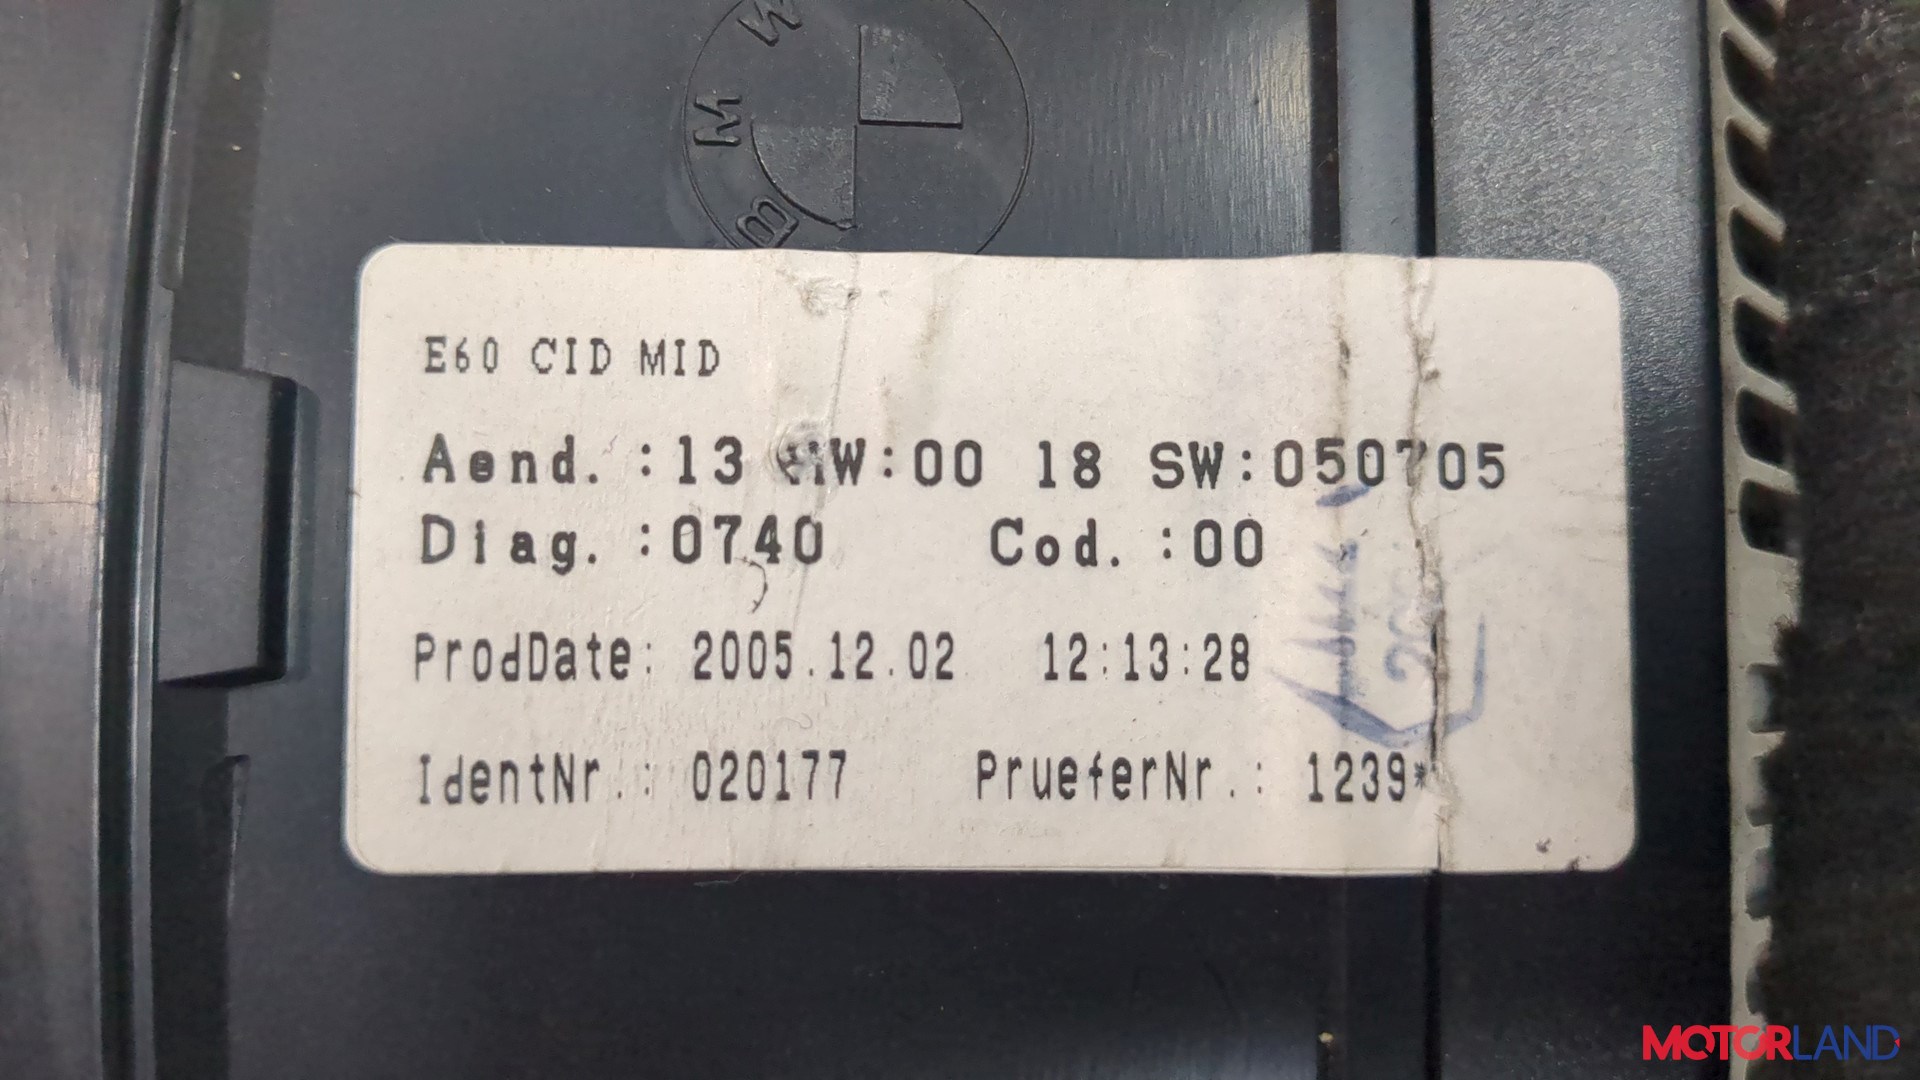 BMW
E60 CID MID
Aend. :13 HW:00 18 SW:050705
Diag. :0740 Cod. :00
ProdDate: 2005.12.02 12:13:28
IdentNr.: 020177 PrueferNr.: 1239*
MOTORLAND